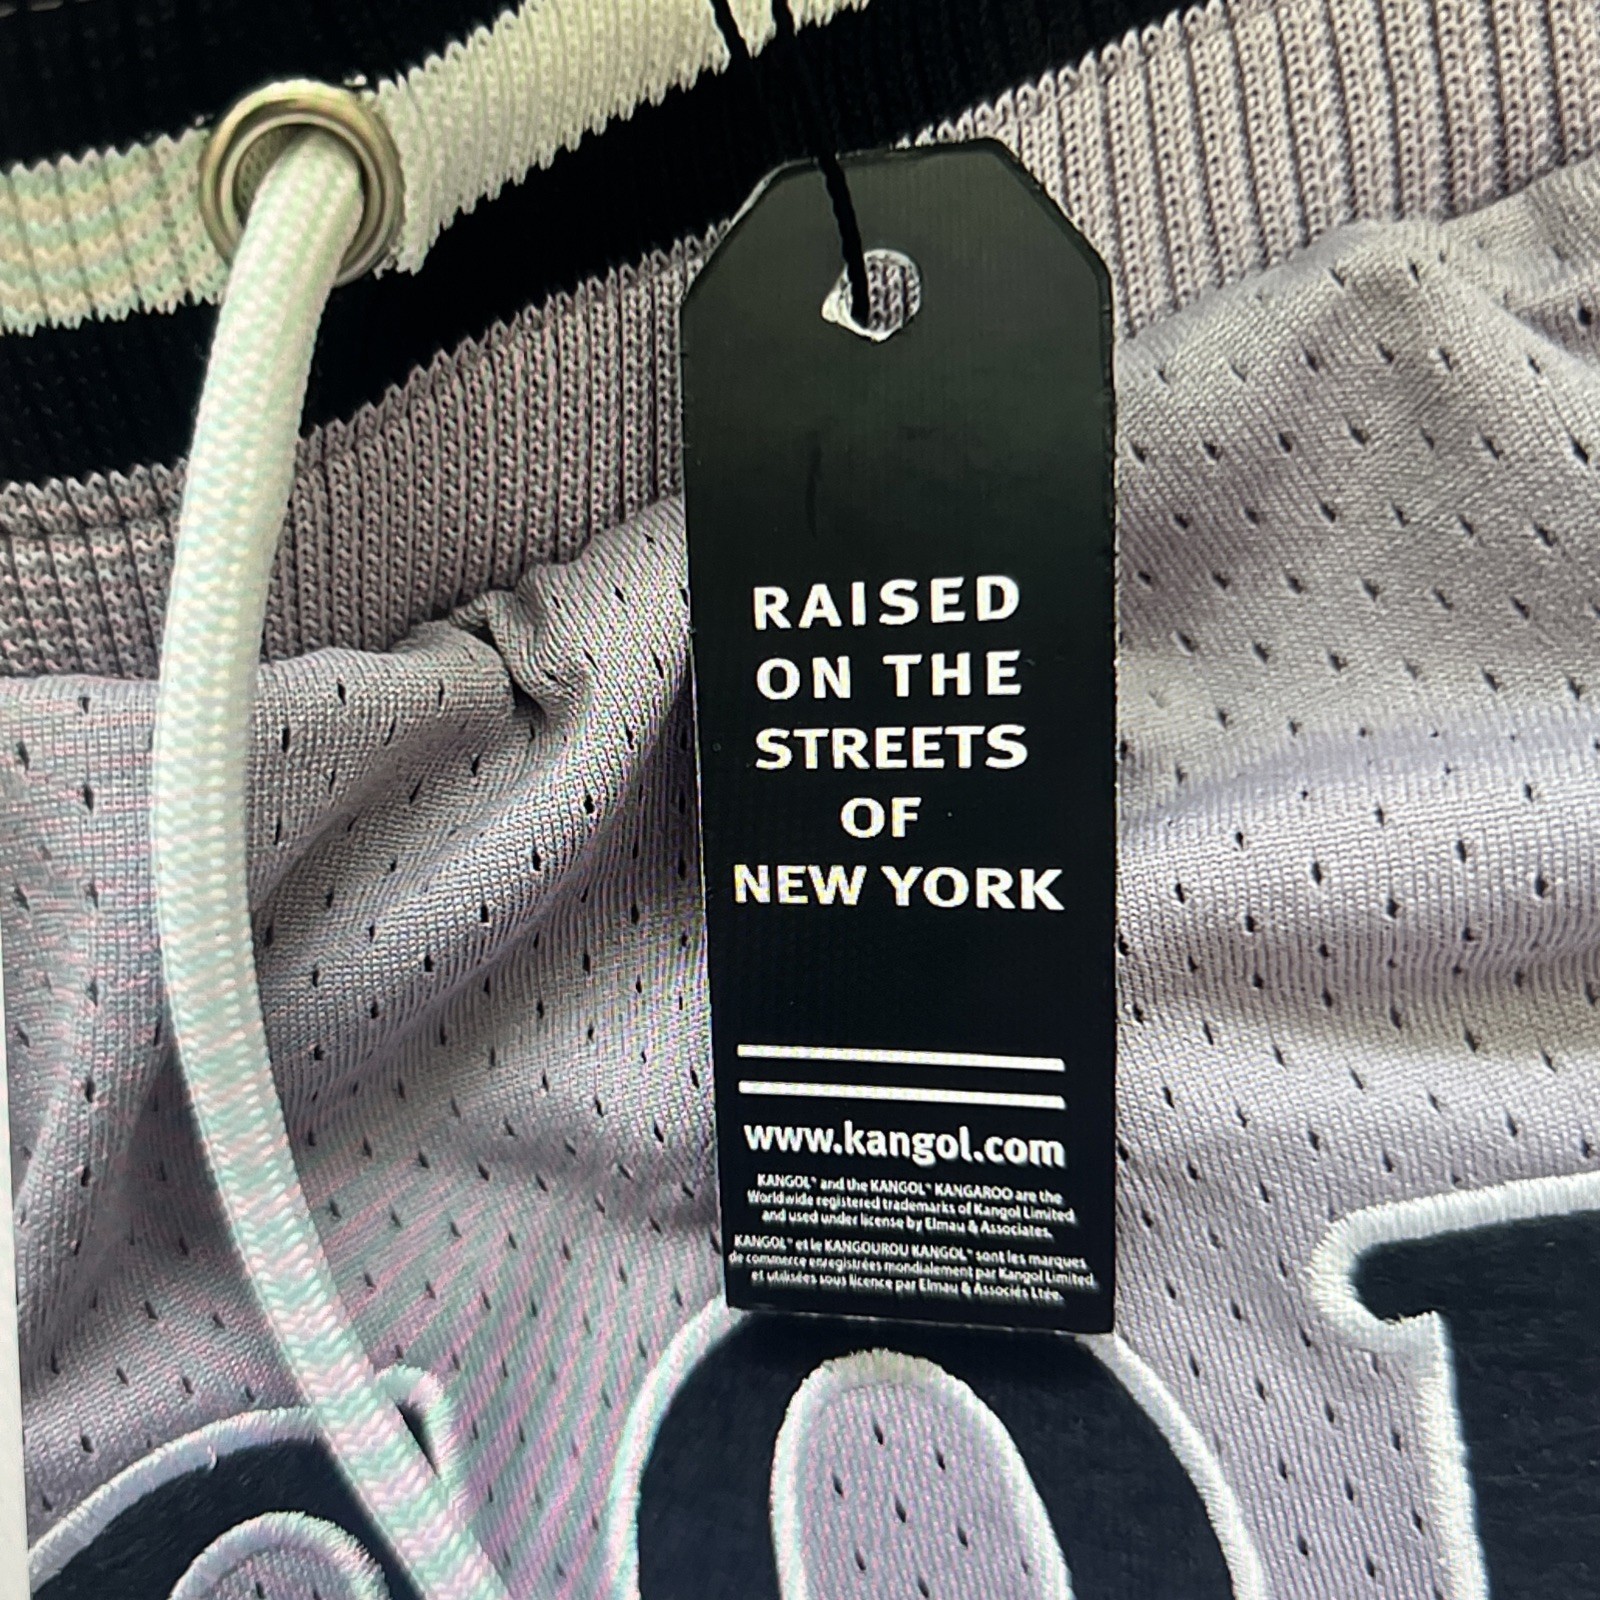 RAISED
ON THE
STREETS
OF
NEW YORK
www.kangol.com
KANGOL™ and the KANGOL™ KANGAROO are the
Worldwide registered trademarks of Kangol Limited
and used under license by Elmau & Associates.
KANGOL™ et le KANGOUROU KANGOL™ sont les marques
de commerce enregistrées mondialement par Kangol Limited
et utilisées sous licence par Elmau & Associés Ltée.